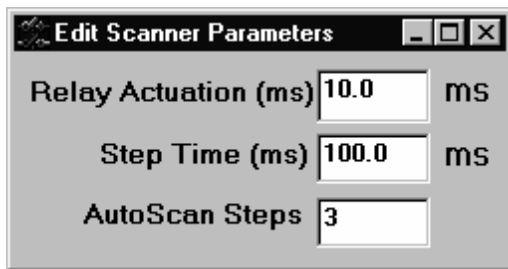 Edit Scanner Parameters
Relay Actuation (ms) 10.0 ms
Step Time (ms) 100.0 ms
AutoScan Steps 3